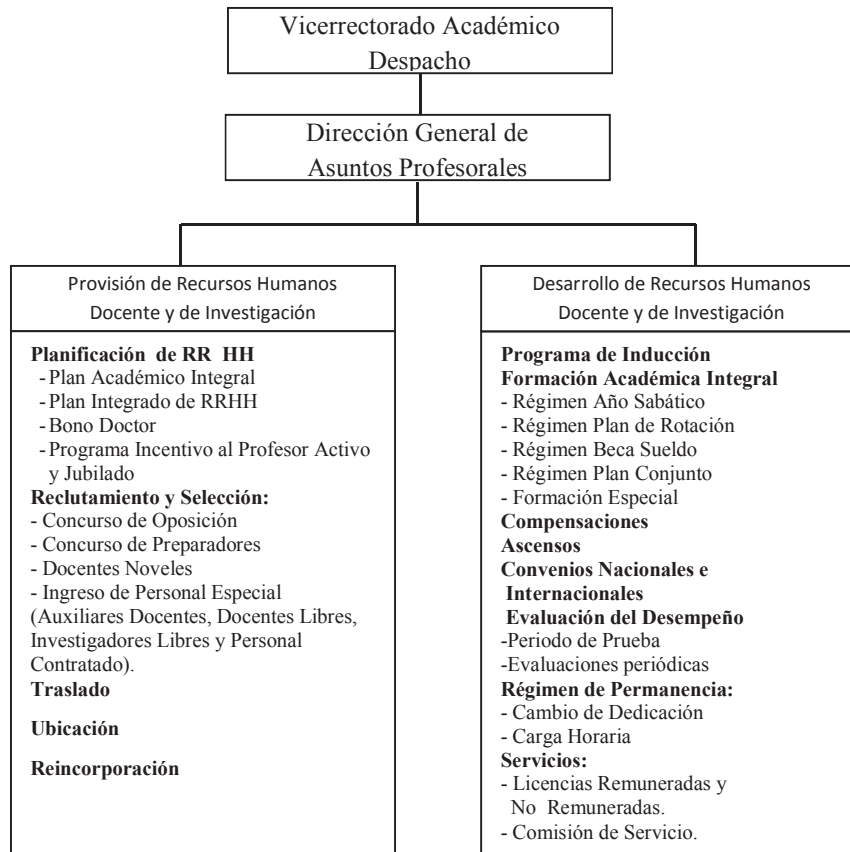 Vicerrectorado Académico
Despacho
Dirección General de
Asuntos Profesorales
Provisión de Recursos Humanos
Docente y de Investigación
Planificación de RR HH
- Plan Académico Integral
- Plan Integrado de RRHH
- Bono Doctor
- Programa Incentivo al Profesor Activo
y Jubilado
Reclutamiento y Selección:
- Concurso de Oposición
- Concurso de Preparadores
- Docentes Noveles
- Ingreso de Personal Especial
(Auxiliares Docentes, Docentes Libres,
Investigadores Libres y Personal
Contratado).
Traslado
Ubicación
Reincorporación
Desarrollo de Recursos Humanos
Docente y de Investigación
Programa de Inducción
Formación Académica Integral
- Régimen Año Sabático
- Régimen Plan de Rotación
- Régimen Beca Sueldo
- Régimen Plan Conjunto
- Formación Especial
Compensaciones
Ascensos
Convenios Nacionales e
Internacionales
Evaluación del Desempeño
-Periodo de Prueba
-Evaluaciones periódicas
Régimen de Permanencia:
- Cambio de Dedicación
- Carga Horaria
Servicios:
- Licencias Remuneradas y
No Remuneradas.
- Comisión de Servicio.